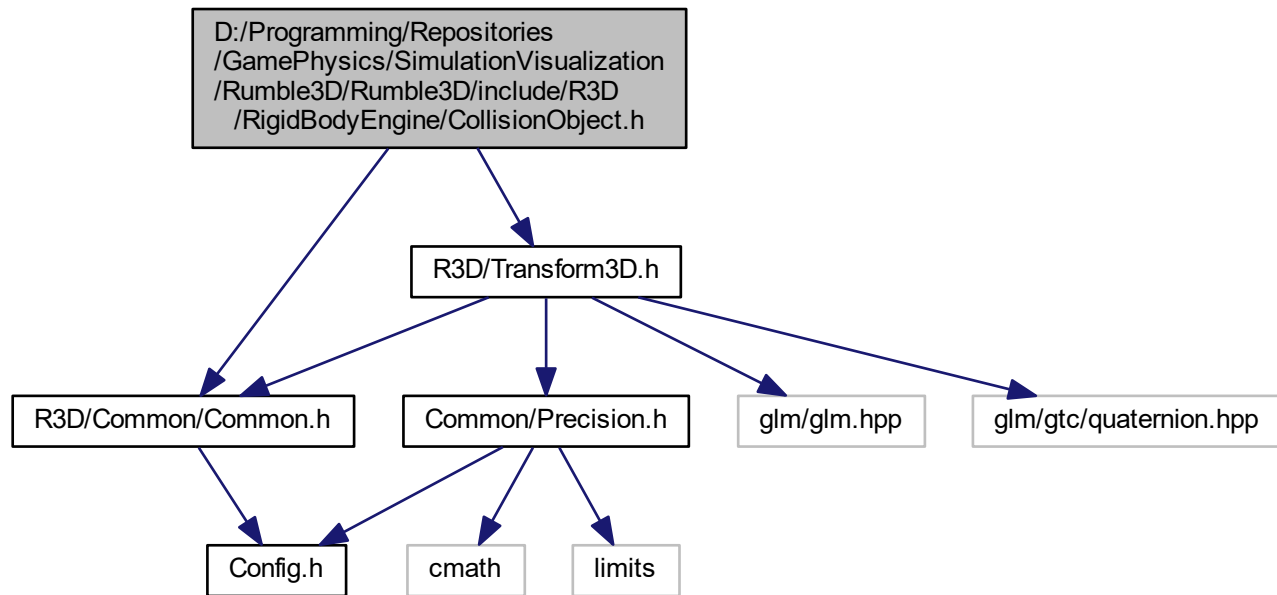 D:/Programming/Repositories
/GamePhysics/SimulationVisualization
/Rumble3D/Rumble3D/include/R3D
/RigidBodyEngine/CollisionObject.h
R3D/Transform3D.h
R3D/Common/Common.h
Common/Precision.h
glm/glm.hpp
glm/gtc/quaternion.hpp
Config.h
cmath
limits